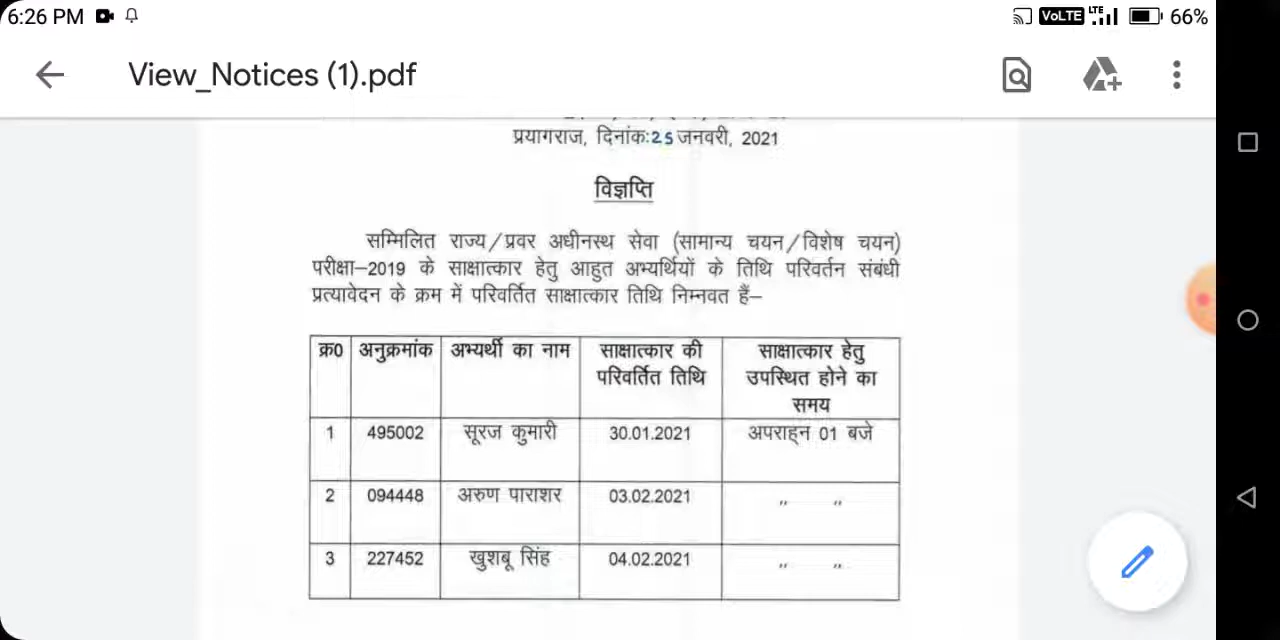 6:26 PM VoLTE LTE 66%
View_Notices (1).pdf
प्रयागराज, दिनांक:25 जनवरी, 2021
विज्ञप्ति
सम्मिलित राज्य/प्रवर अधीनस्थ सेवा (सामान्य चयन/विशेष चयन)
परीक्षा–2019 के साक्षात्कार हेतु आहुत अभ्यर्थियों के तिथि परिवर्तन संबंधी
प्रत्यावेदन के क्रम में परिवर्तित साक्षात्कार तिथि निम्नवत हैं–
क्र0 अनुक्रमांक अभ्यर्थी का नाम साक्षात्कार की साक्षात्कार हेतु
परिवर्तित तिथि उपस्थित होने का
समय
1 495002 सूरज कुमारी 30.01.2021 अपराह्न 01 बजे
2 094448 अरुण पाराशर 03.02.2021 ,, ,,
3 227452 खुशबू सिंह 04.02.2021 ,, ,,